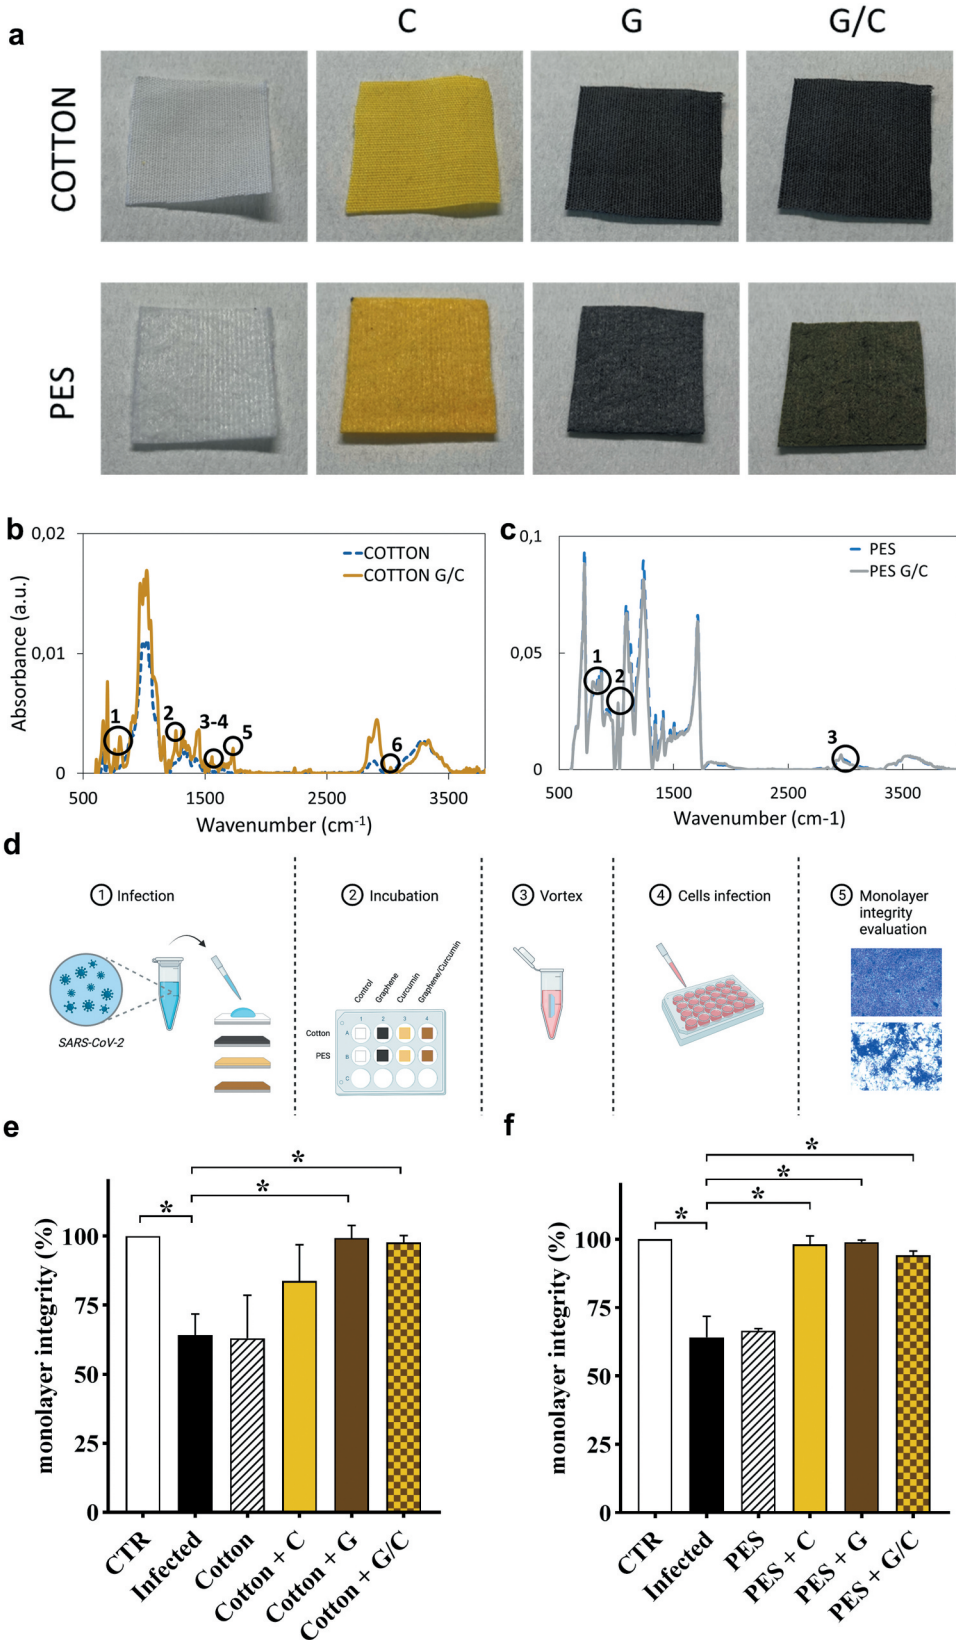 a
C G G/C
COTTON
PES
b
0,02
0,01
0
Absorbance (a.u.)
COTTON
COTTON G/C
1
2
3-4
5
6
500 1500 2500 3500
Wavenumber (cm-1)
c
0,1
0,05
0
PES
PES G/C
1
2
3
500 1500 2500 3500
Wavenumber (cm-1)
d
1 Infection
SARS-CoV-2
2 Incubation
Control
Graphene
Curcumin
Graphene/Curcumin
1 2 3 4
Cotton A
PES B
C
3 Vortex
4 Cells infection
5 Monolayer
integrity
evaluation
e
monolayer integrity (%)
100
75
50
25
0
*
*
*
CTR
Infected
Cotton
Cotton + C
Cotton + G
Cotton + G/C
f
monolayer integrity (%)
100
75
50
25
0
*
*
*
*
CTR
Infected
PES
PES + C
PES + G
PES + G/C